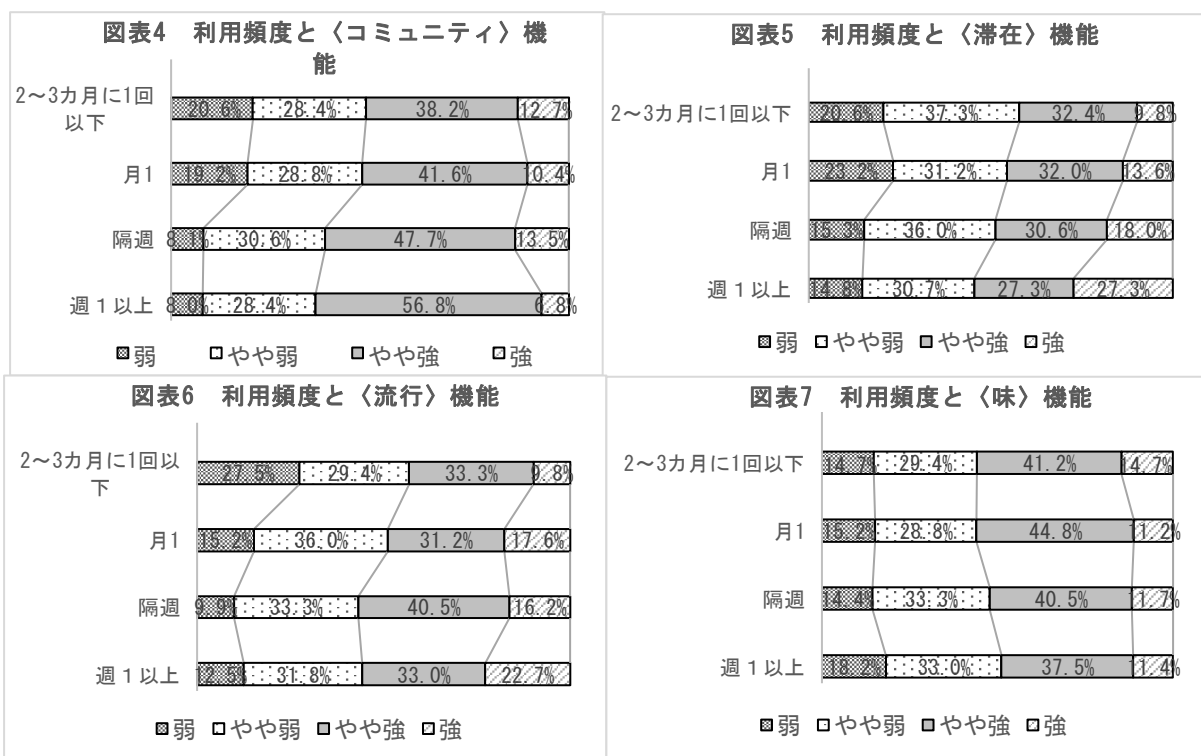 図表4　利用頻度と〈コミュニティ〉機
能
2～3カ月に1回
以下
20.6% 28.4% 38.2% 12.7%
月1
19.2% 28.8% 41.6% 10.4%
隔週
8.1% 30.6% 47.7% 13.5%
週１以上
8.0% 28.4% 56.8% 6.8%
弱 やや弱 やや強 強
図表5　利用頻度と〈滞在〉機能
2～3カ月に1回以下
20.6% 37.3% 32.4% 9.8%
月1
23.2% 31.2% 32.0% 13.6%
隔週
15.3% 36.0% 30.6% 18.0%
週１以上
14.8% 30.7% 27.3% 27.3%
弱 やや弱 やや強 強
図表6　利用頻度と〈流行〉機能
2～3カ月に1回以
下
27.5% 29.4% 33.3% 9.8%
月1
15.2% 36.0% 31.2% 17.6%
隔週
9.9% 33.3% 40.5% 16.2%
週１以上
12.5% 31.8% 33.0% 22.7%
弱 やや弱 やや強 強
図表7　利用頻度と〈味〉機能
2～3カ月に1回以下
14.7% 29.4% 41.2% 14.7%
月1
15.2% 28.8% 44.8% 11.2%
隔週
14.4% 33.3% 40.5% 11.7%
週１以上
18.2% 33.0% 37.5% 11.4%
弱 やや弱 やや強 強